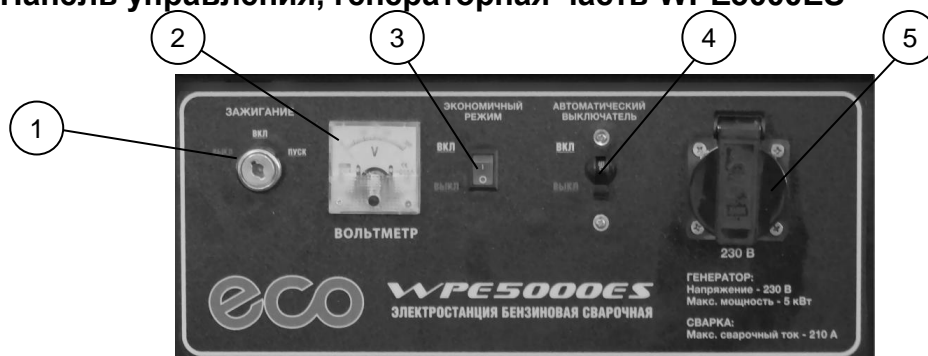 Панель управления, генераторная часть WPE5000ES
1 2 3 4 5
ЗАЖИГАНИЕ
ВЫКЛ ВКЛ ПУСК
V
ВОЛЬТМЕТР
ЭКОНОМИЧНЫЙ
РЕЖИМ
ВКЛ
ВЫКЛ
АВТОМАТИЧЕСКИЙ
ВЫКЛЮЧАТЕЛЬ
ВКЛ
ВЫКЛ
230 В
eco WPE5000ES
ЭЛЕКТРОСТАНЦИЯ БЕНЗИНОВАЯ СВАРОЧНАЯ
ГЕНЕРАТОР:
Напряжение - 230 В
Макс. мощность - 5 кВт
СВАРКА:
Макс. сварочный ток - 210 А